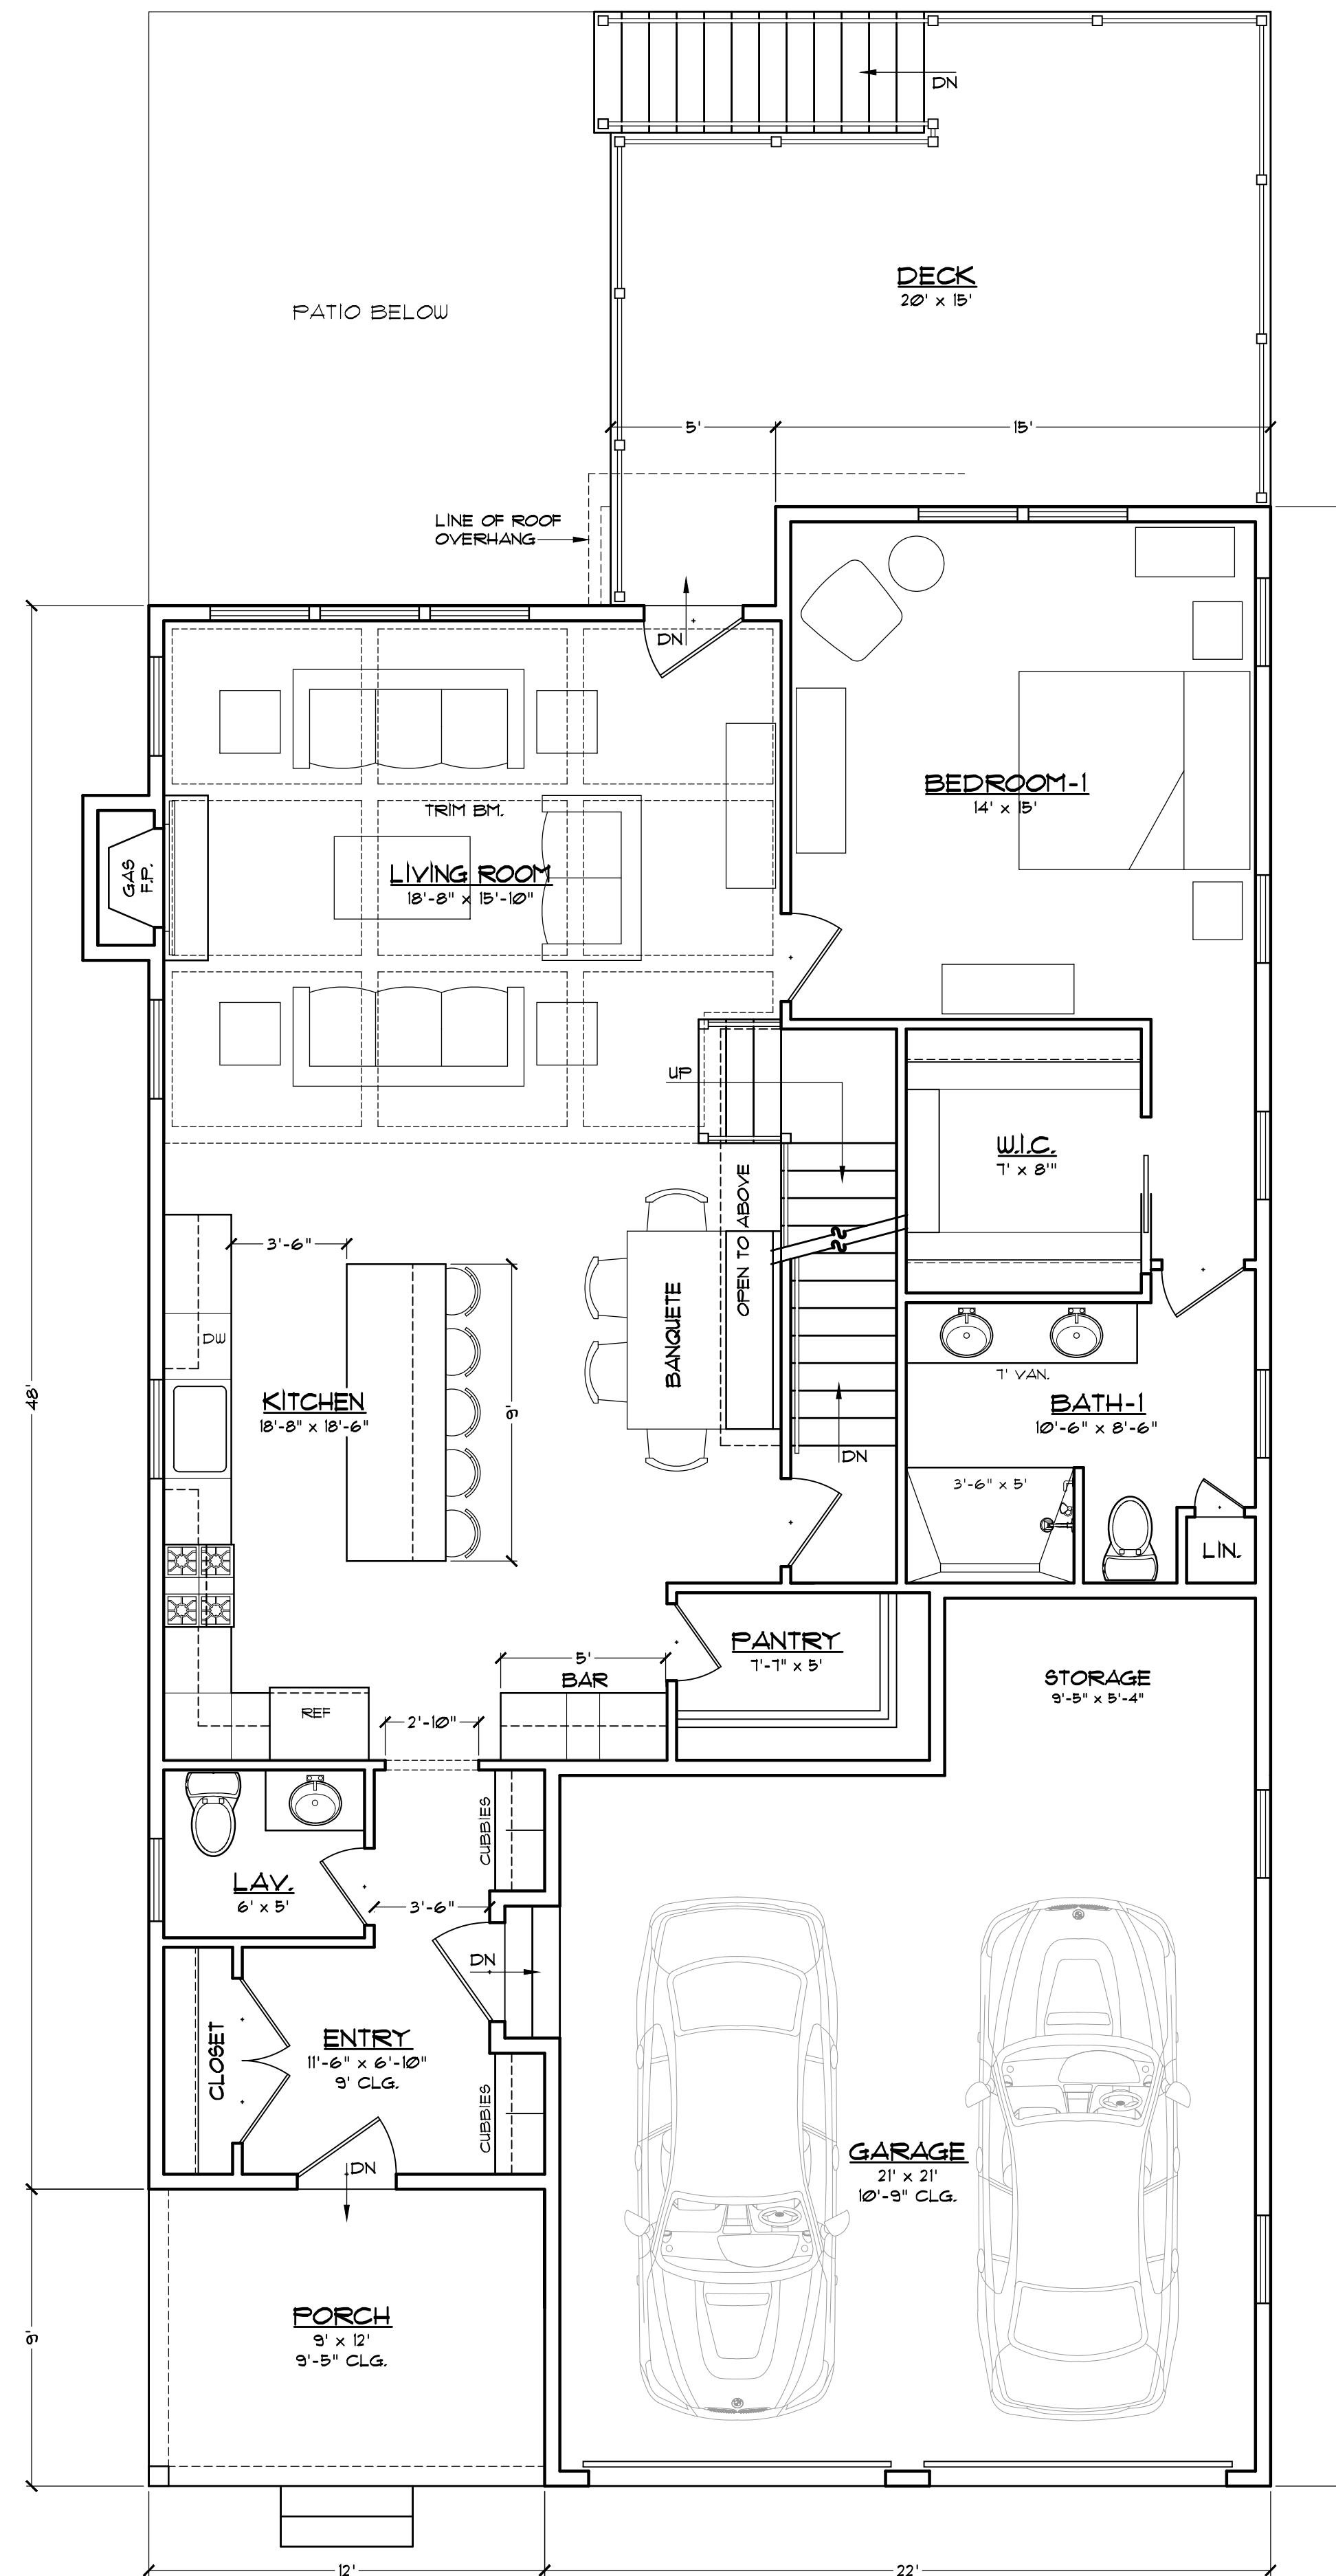 DN
DECK
20' x 15'
PATIO BELOW
5'
15'
LINE OF ROOF
OVERHANG
DN
TRIM BM.
BEDROOM-1
14' x 15'
GAS
F.P.
LIVING ROOM
18'-8" x 15'-10"
UP
W.I.C.
7' x 8'"
OPEN TO ABOVE
3'-6"
BANQUETE
DW
7' VAN.
48'
KITCHEN
18'-8" x 18'-6"
9'
BATH-1
10'-6" x 8'-6"
DN
3'-6" x 5'
LIN.
PANTRY
7'-7" x 5'
5'
BAR
STORAGE
9'-5" x 5'-4"
REF
2'-10"
CUBBIES
LAV.
6' x 5'
3'-6"
DN
CLOSET
ENTRY
11'-6" x 6'-10"
9' CLG.
CUBBIES
DN
GARAGE
21' x 21'
10'-9" CLG.
9'
PORCH
9' x 12'
9'-5" CLG.
12'
22'